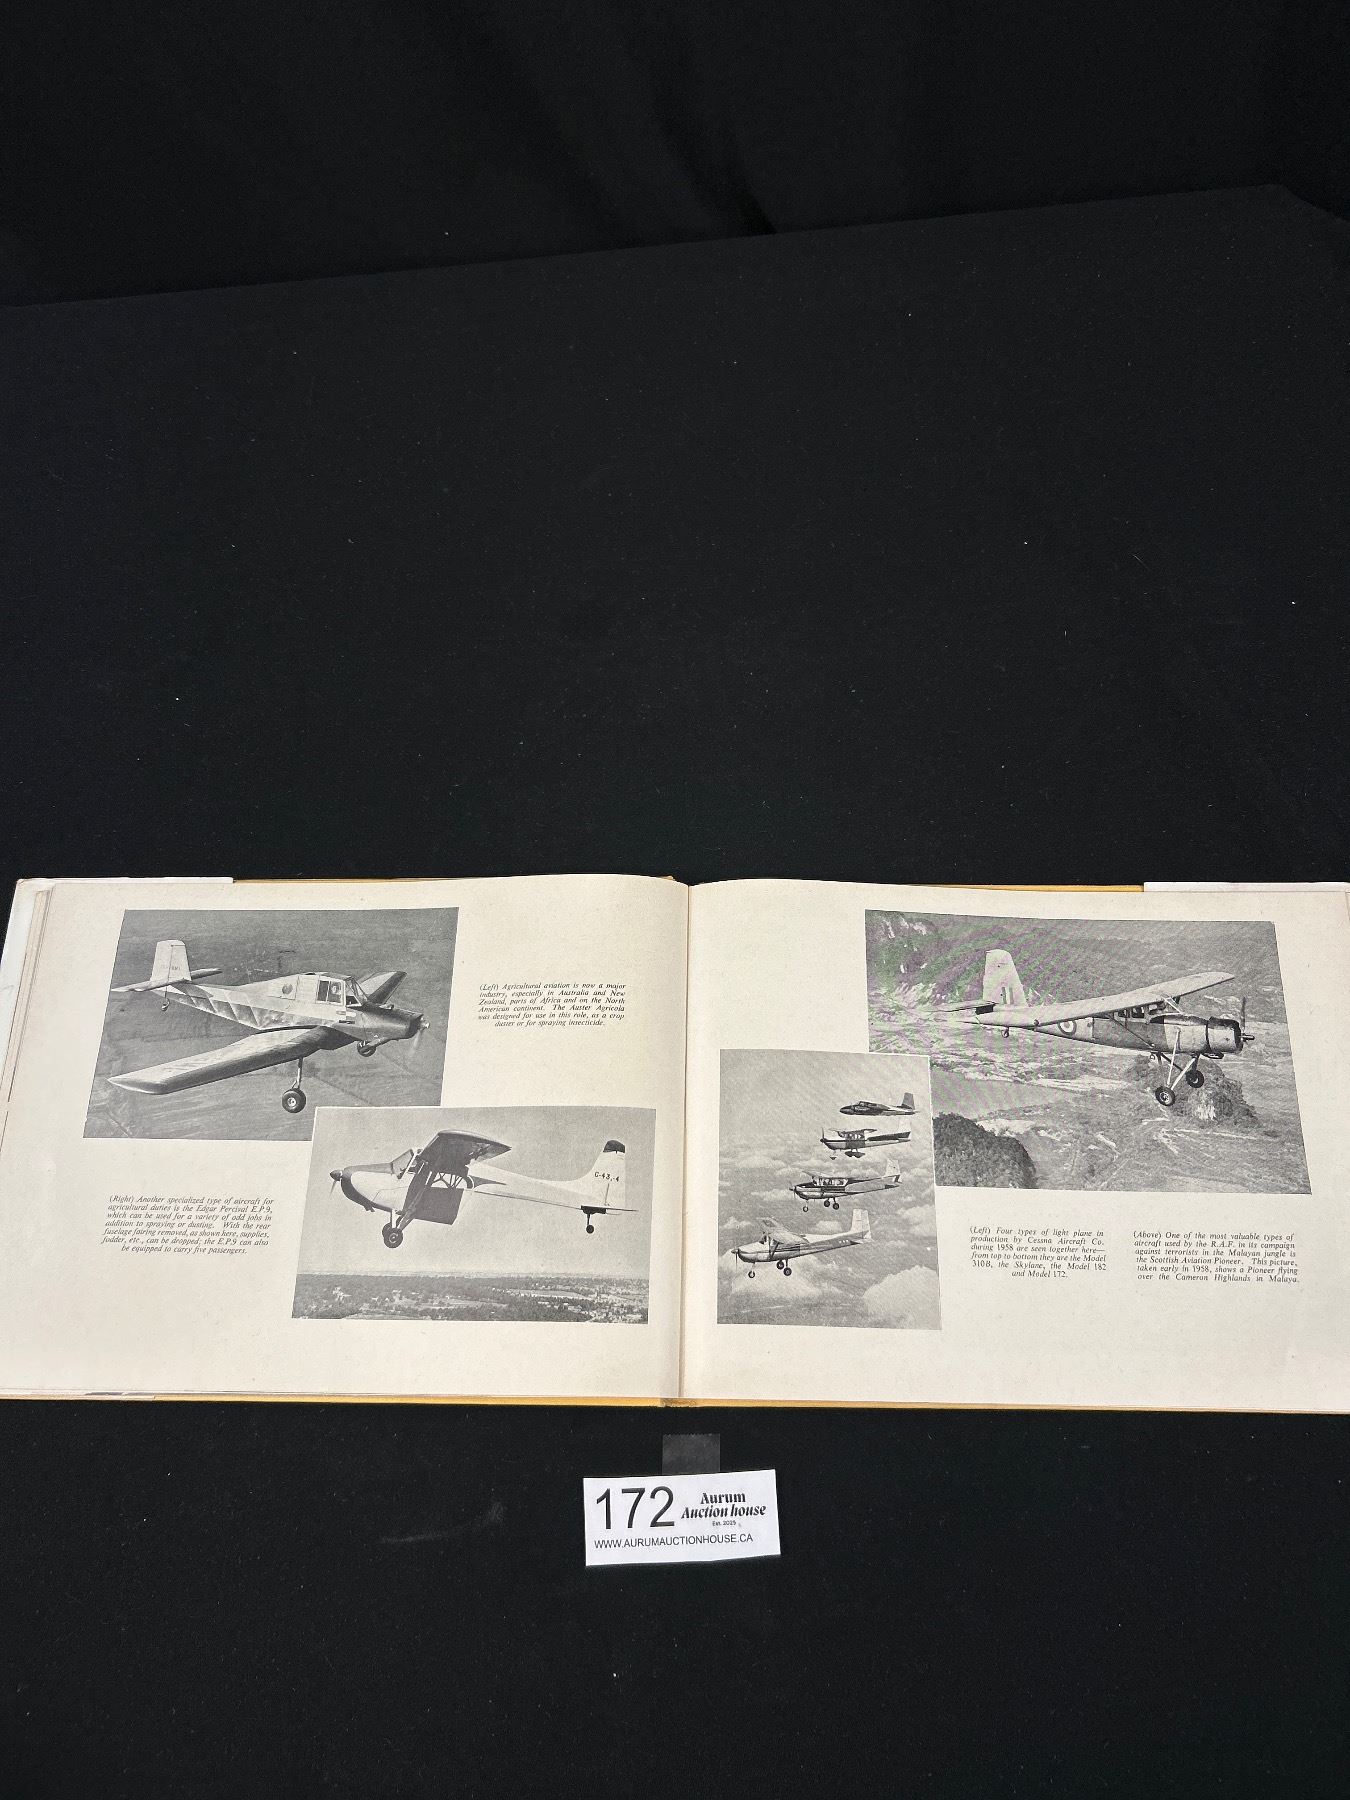 (Left) Agricultural aviation is now a major
industry, especially in Australia and New
Zealand, parts of Africa and on the North
American continent. The Auster Agricola
was designed for use in this role, as a crop
duster or for spraying insecticide.
(Right) Another specialized type of aircraft for
agricultural duties is the Edgar Percival E.P.9,
which can be used for a variety of odd jobs in
addition to spraying or dusting. With the rear
fuselage fairing removed, as shown here, supplies,
fodder, etc., can be dropped; the E.P.9 can also
be equipped to carry five passengers.
(Left) Four types of light plane in
production by Cessna Aircraft Co.
during 1958 are seen together here—
from top to bottom they are the Model
310B, the Skylane, the Model 182
and Model 172.
(Above) One of the most valuable types of
aircraft used by the R.A.F. in its campaign
against terrorists in the Malayan jungle is
the Scottish Aviation Pioneer. This picture,
taken early in 1958, shows a Pioneer flying
over the Cameron Highlands in Malaya.
172
Aurum
Auction house
Est. 2025
WWW.AURUMAUCTIONHOUSE.CA